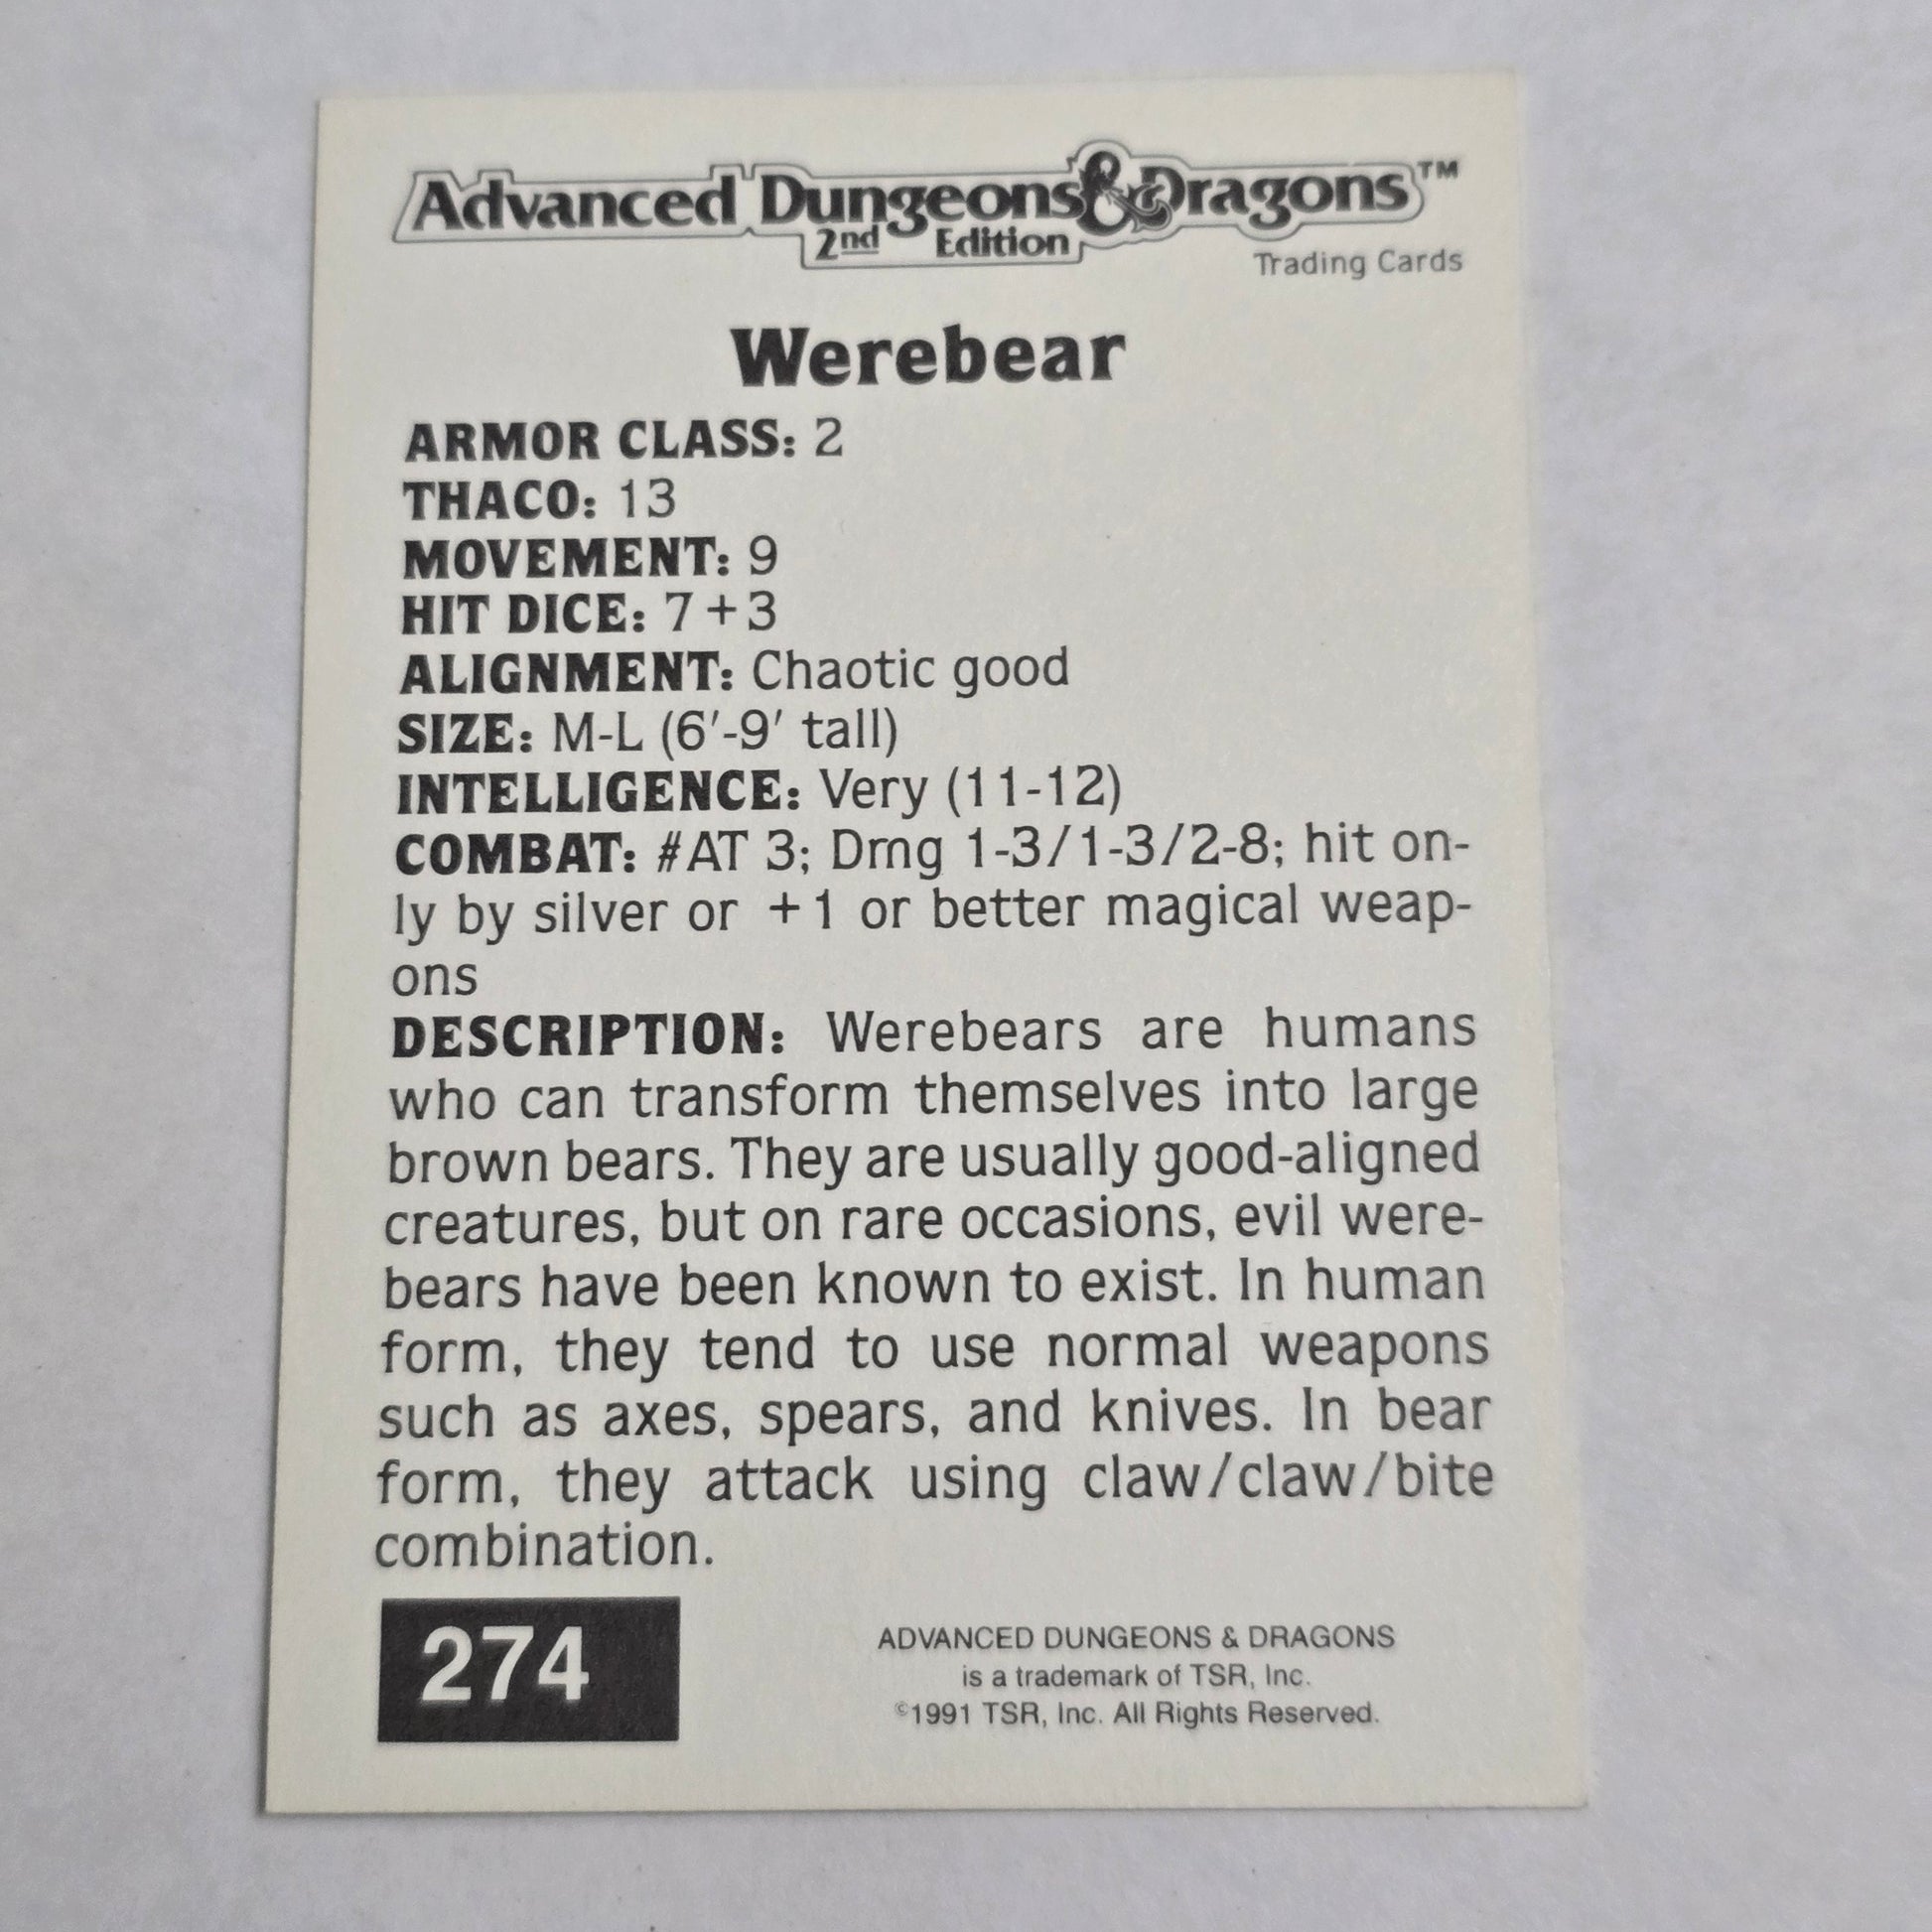 Advanced Dungeons & Dragons™
2nd Edition
Trading Cards
Werebear
ARMOR CLASS: 2
THACO: 13
MOVEMENT: 9
HIT DICE: 7+3
ALIGNMENT: Chaotic good
SIZE: M-L (6'-9' tall)
INTELLIGENCE: Very (11-12)
COMBAT: #AT 3; Dmg 1-3/1-3/2-8; hit on-
ly by silver or +1 or better magical weap-
ons
DESCRIPTION: Werebears are humans
who can transform themselves into large
brown bears. They are usually good-aligned
creatures, but on rare occasions, evil were-
bears have been known to exist. In human
form, they tend to use normal weapons
such as axes, spears, and knives. In bear
form, they attack using claw/claw/bite
combination.
274
ADVANCED DUNGEONS & DRAGONS
is a trademark of TSR, Inc.
©1991 TSR, Inc. All Rights Reserved.